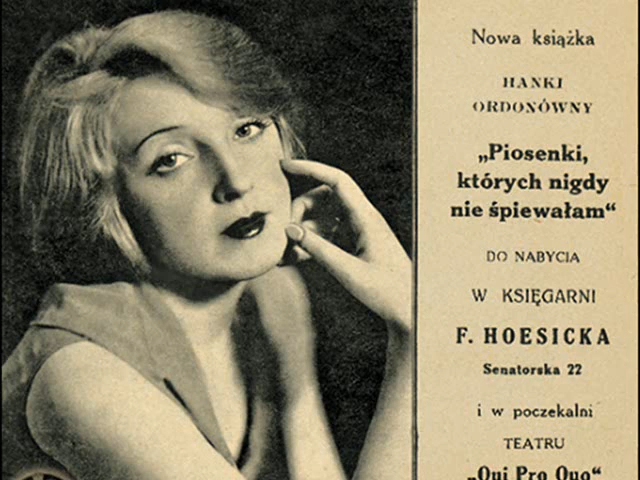 Nowa książka
HANKI
ORDONÓWNY
„Piosenki,
których nigdy
nie śpiewałam“
DO NABYCIA
W KSIĘGARNI
F. HOESICKA
Senatorska 22
i w poczekalni
TEATRU
„Qui Pro Quo“